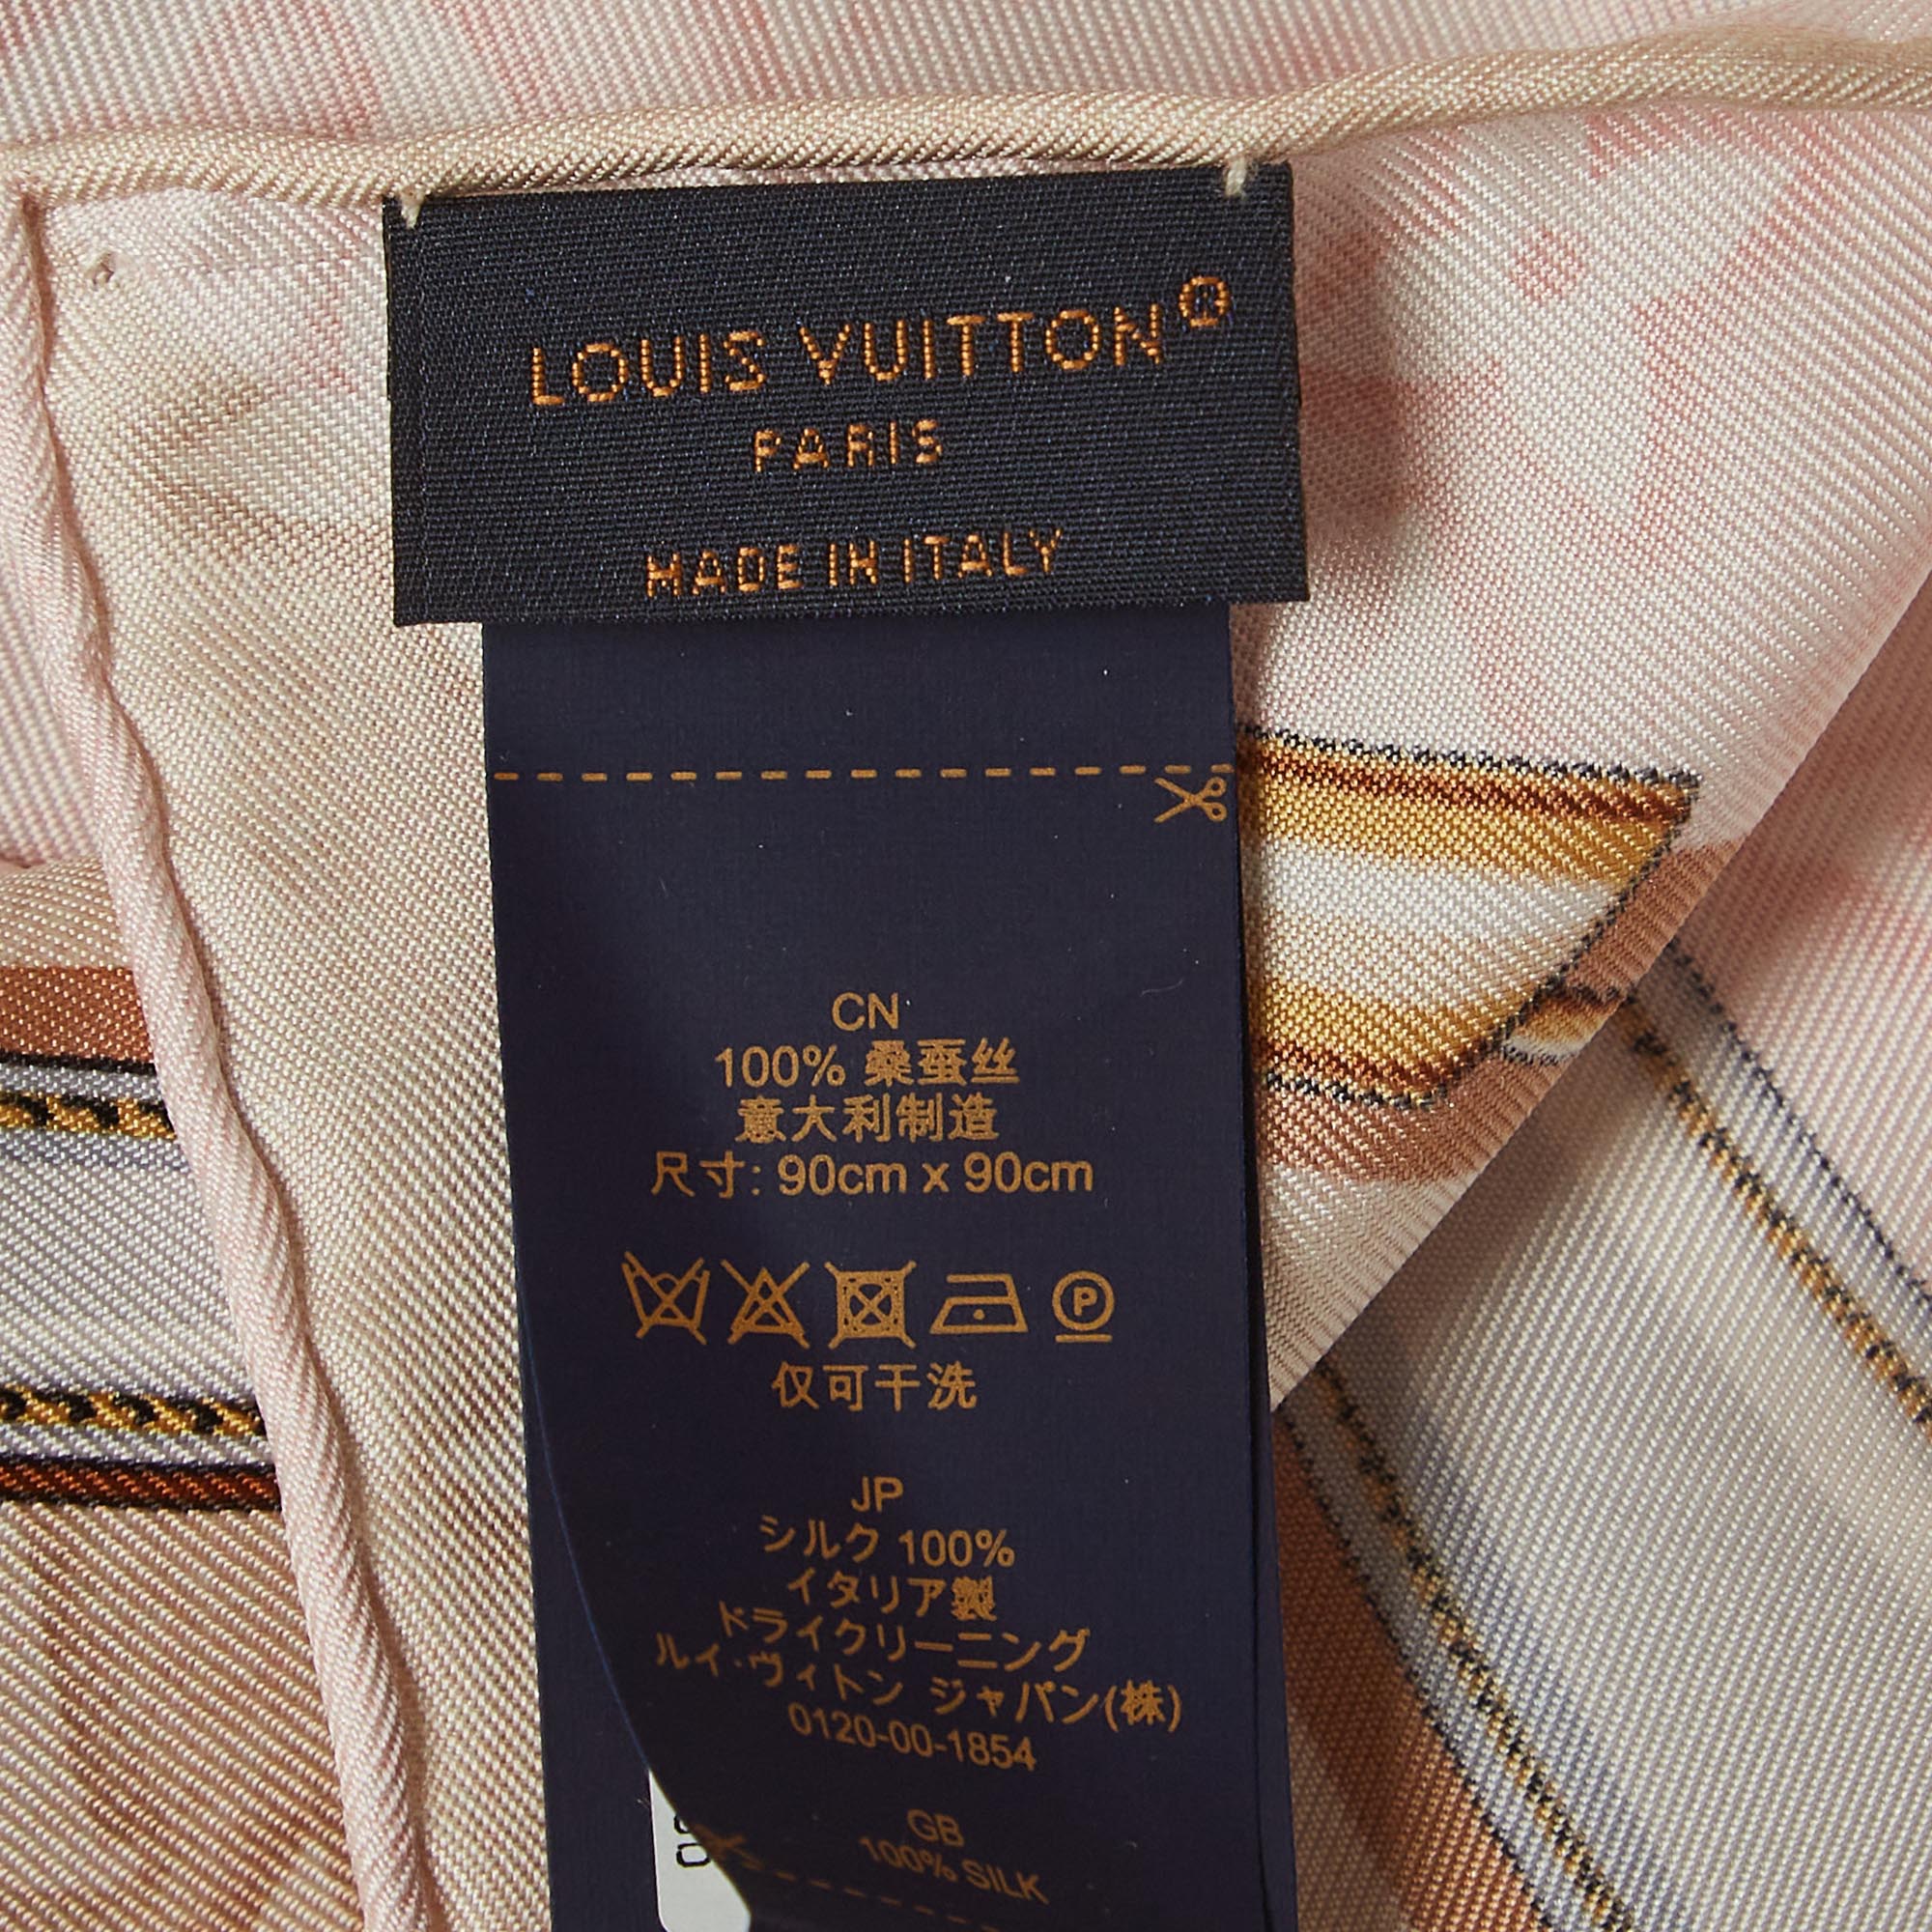 LOUIS VUITTON®
PARIS
MADE IN ITALY
CN
100% 桑蚕丝
意大利制造
尺寸: 90cm x 90cm
P
仅可干洗
JP
シルク 100%
イタリア製
ドライクリーニング
ルイ·ヴィトン ジャパン(株)
0120-00-1854
GB
100% SILK